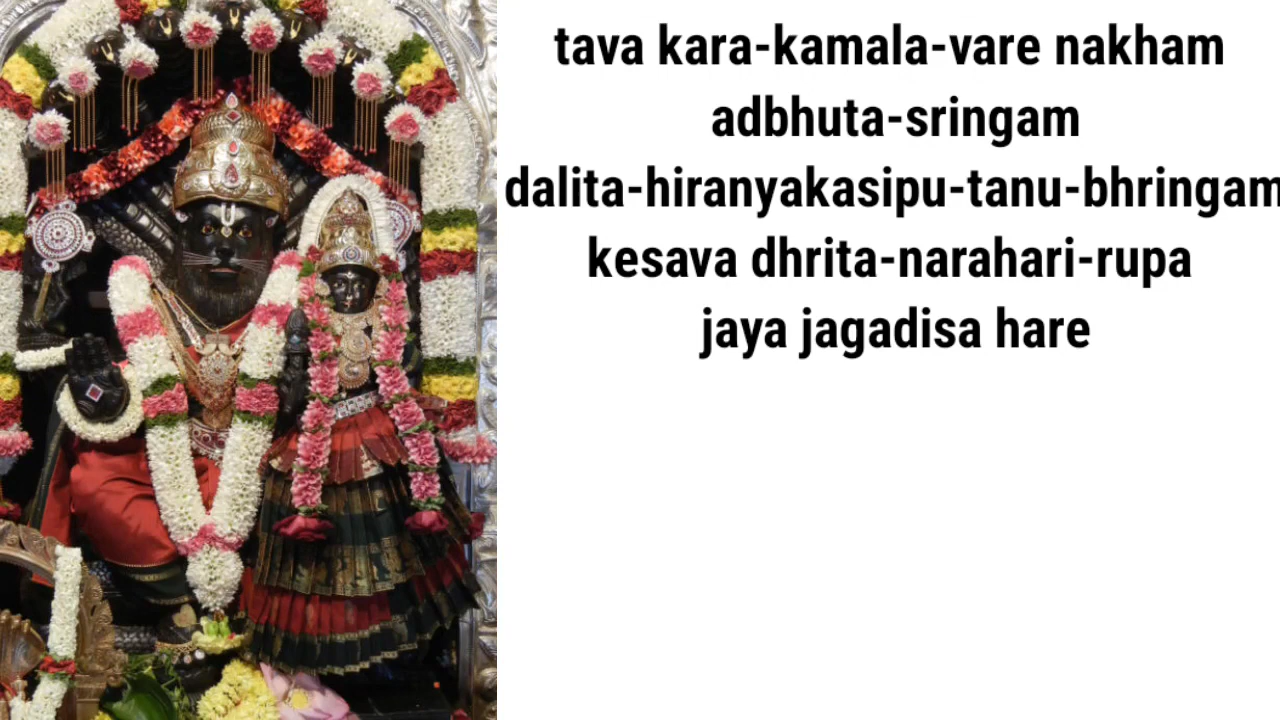 tava kara-kamala-vare nakham
adbhuta-sringam
dalita-hiranyakasipu-tanu-bhringam
kesava dhrita-narahari-rupa
jaya jagadisa hare